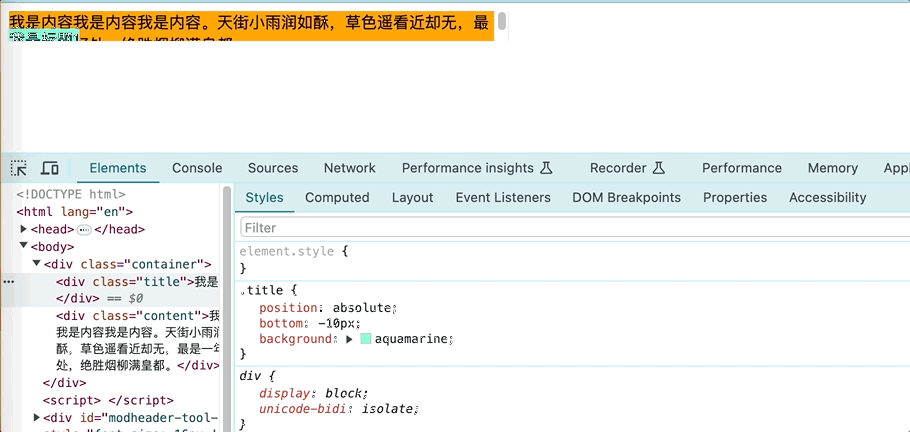 我是内容我是内容我是内容。天街小雨润如酥，草色遥看近却无，最
处，绝胜烟柳满皇都。
Elements Console Sources Network Performance insights Recorder Performance Memory
<!DOCTYPE html>
<html lang="en">
<head> ⋯ </head>
<body>
<div class="container">
<div class="title">我是
</div> == $0
<div class="content">我
我是内容我是内容。天街小雨润
酥，草色遥看近却无，最是一年
处，绝胜烟柳满皇都。</div>
</div>
<script> </script>
<div id="modheader-tool-
Styles Computed Layout Event Listeners DOM Breakpoints Properties Accessibility
Filter
element.style {
}
.title {
position: absolute;
bottom: -10px;
background: aquamarine;
}
div {
display: block;
unicode-bidi: isolate;
}